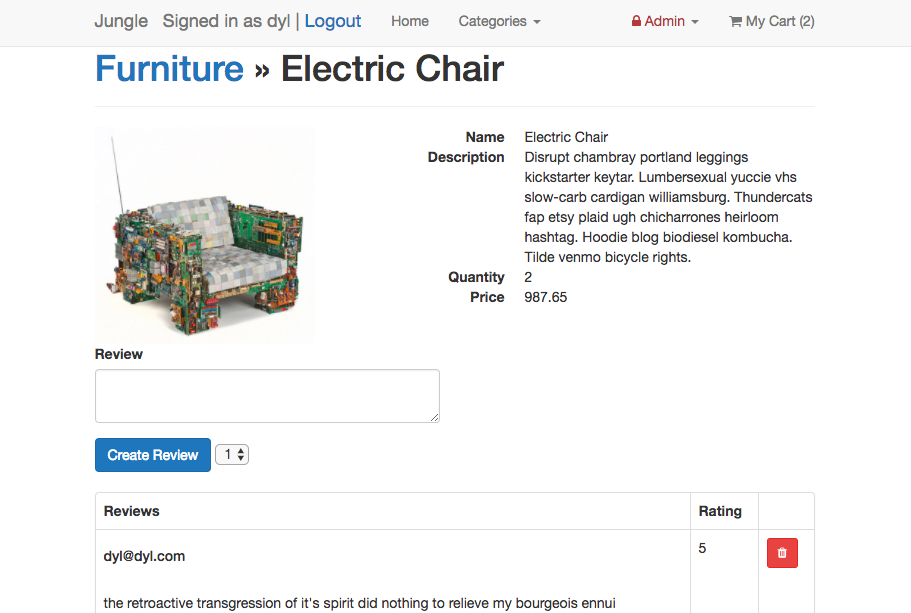 Jungle Signed in as dyl | Logout Home Categories Admin My Cart (2)
Furniture » Electric Chair
Name Electric Chair
Description Disrupt chambray portland leggings
kickstarter keytar. Lumbersexual yuccie vhs
slow-carb cardigan williamsburg. Thundercats
fap etsy plaid ugh chicharrones heirloom
hashtag. Hoodie blog biodiesel kombucha.
Tilde venmo bicycle rights.
Quantity 2
Price 987.65
Review
Create Review 1
Reviews Rating
dyl@dyl.com 5
the retroactive transgression of it's spirit did nothing to relieve my bourgeois ennui